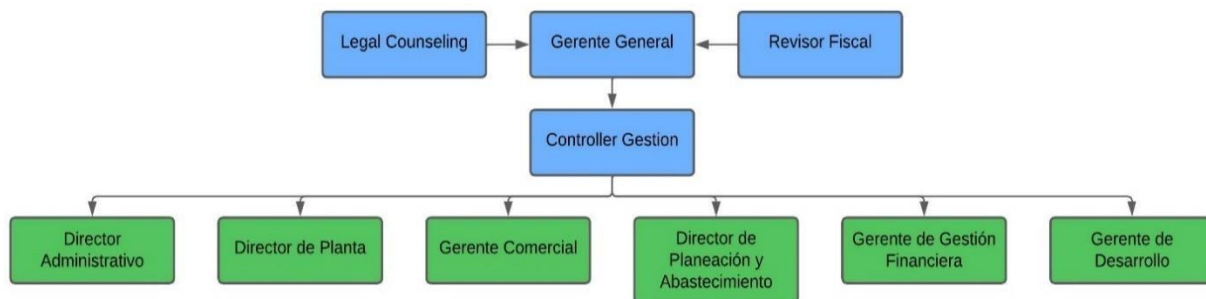 Legal Counseling
Gerente General
Revisor Fiscal
Controller Gestion
Director
Administrativo
Director de Planta
Gerente Comercial
Director de
Planeación y
Abastecimiento
Gerente de Gestión
Financiera
Gerente de
Desarrollo